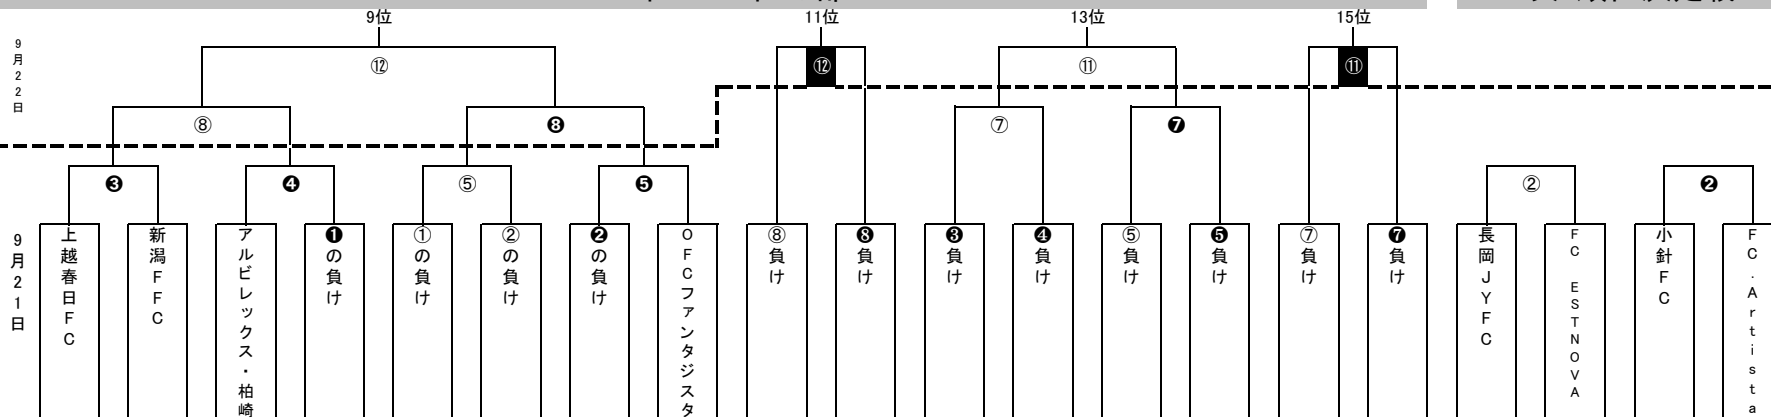 9位
11位
13位
15位
9月22日
⑫
⑫
⑪
⑪
⑧
❽
⑦
❼
❸
❹
⑤
❺
②
❷
9月21日
上越春日FC
新潟FFC
アルビレックス・柏崎
❶の負け
①の負け
②の負け
❷の負け
OFCファンタジスタ
⑧負け
❽負け
❸負け
❹負け
⑤負け
❺負け
⑦負け
❼負け
長岡JYFC
FC ESTNOVA
小針FC
FC.Artista